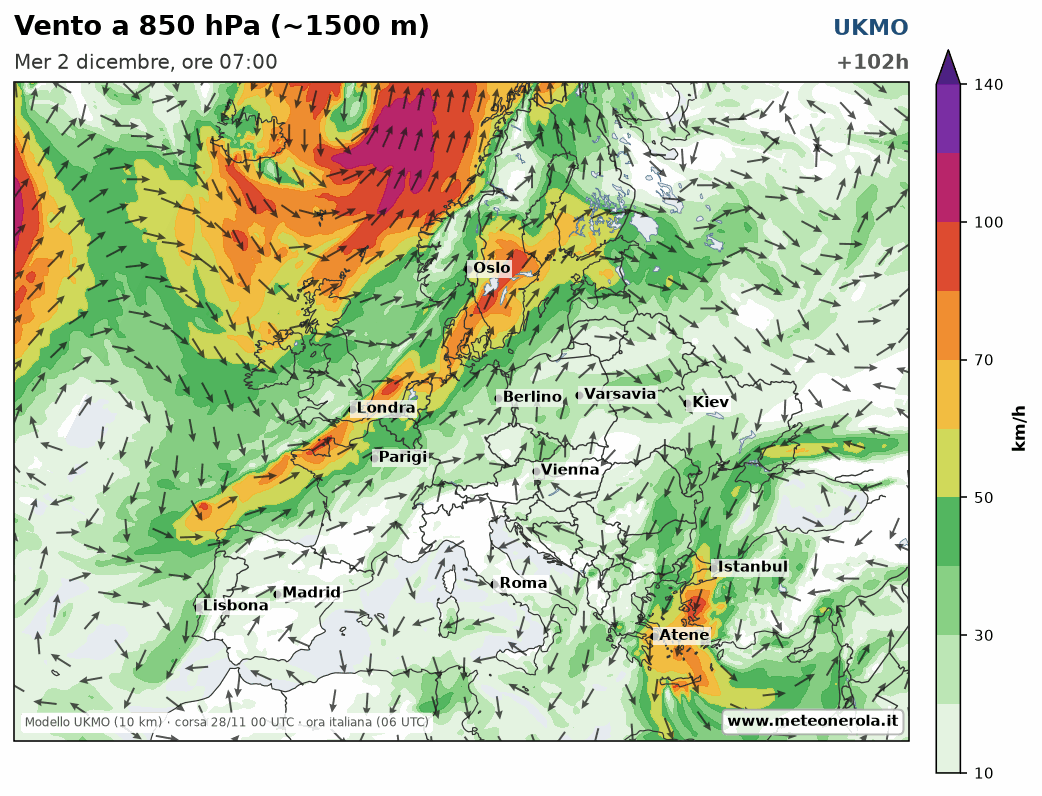 Vento a 850 hPa (~1500 m)
UKMO
Mer 2 dicembre, ore 07:00
+102h
140
100
70
50
30
10
km/h
Oslo
Londra
Berlino
Varsavia
Kiev
Parigi
Vienna
Istanbul
Roma
Madrid
Lisbona
Atene
Modello UKMO (10 km) · corsa 28/11 00 UTC · ora italiana (06 UTC)
www.meteonerola.it